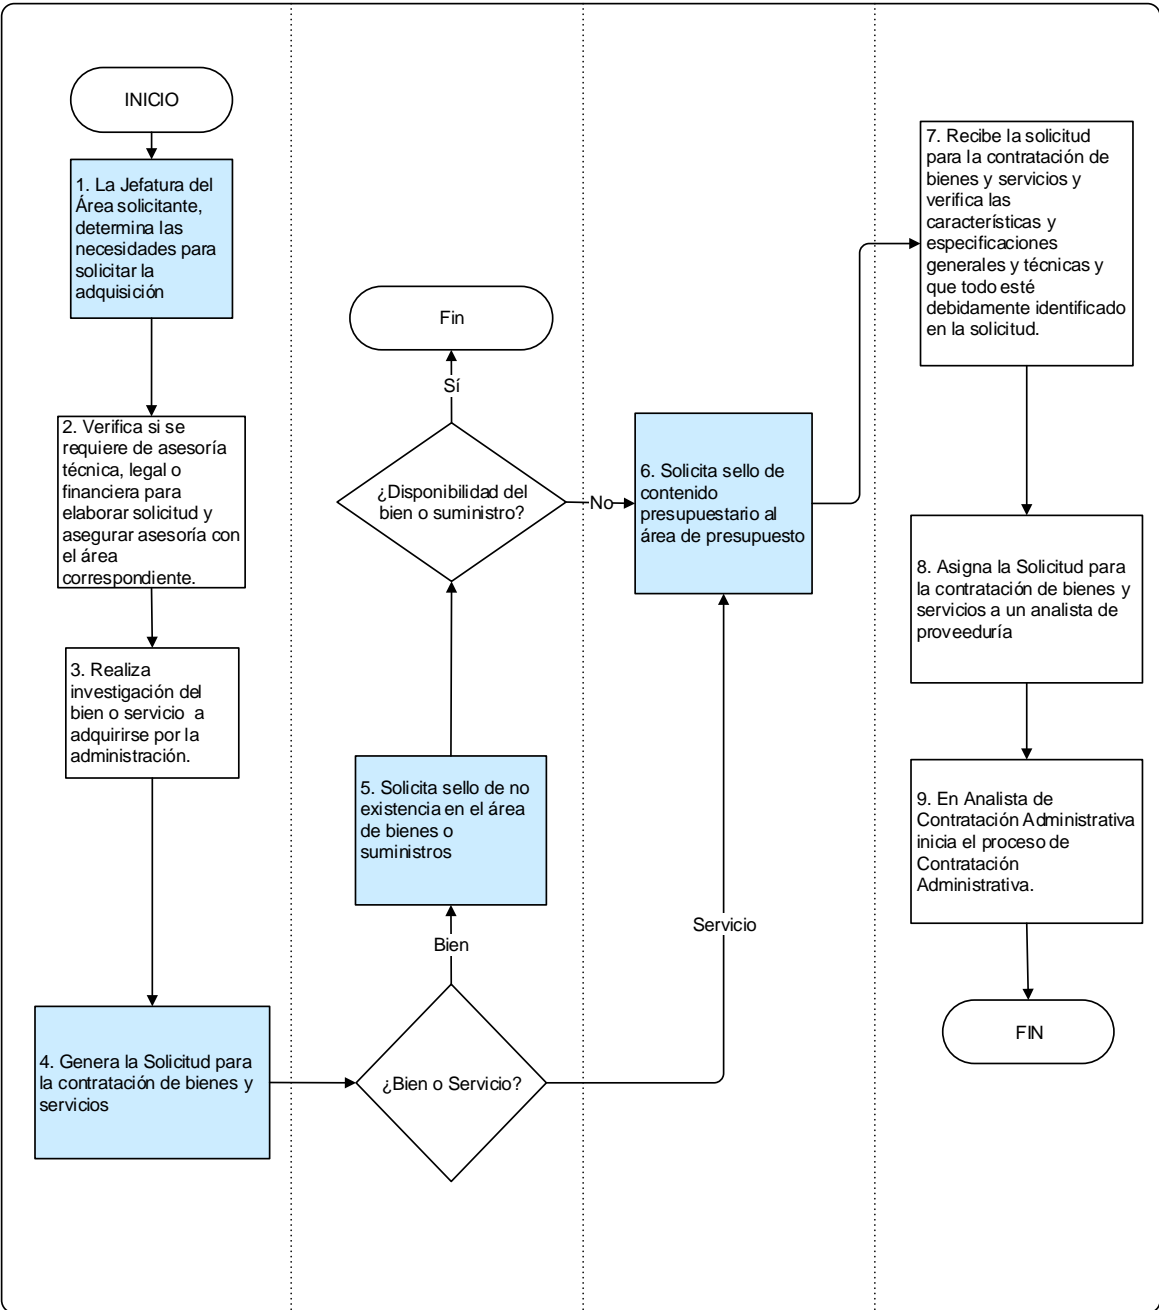 INICIO
1. La Jefatura del
Área solicitante,
determina las
necesidades para
solicitar la
adquisición
2. Verifica si se
requiere de asesoría
técnica, legal o
financiera para
elaborar solicitud y
asegurar asesoría con
el área
correspondiente.
3. Realiza
investigación del
bien o servicio a
adquirirse por la
administración.
4. Genera la Solicitud para
la contratación de bienes y
servicios
¿Bien o Servicio?
Bien
Servicio
5. Solicita sello de no
existencia en el área
de bienes o
suministros
¿Disponibilidad del
bien o suministro?
Sí
Fin
No
6. Solicita sello de
contenido
presupuestario al
área de presupuesto
7. Recibe la solicitud
para la contratación de
bienes y servicios y
verifica las
características y
especificaciones
generales y técnicas y
que todo esté
debidamente identificado
en la solicitud.
8. Asigna la Solicitud para
la contratación de bienes y
servicios a un analista de
proveeduría
9. En Analista de
Contratación Administrativa
inicia el proceso de
Contratación
Administrativa.
FIN